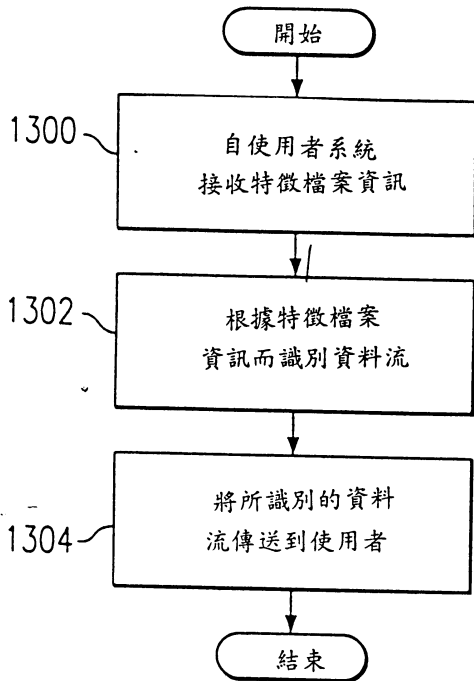 開始
1300
自使用者系統
接收特徵檔案資訊
1302
根據特徵檔案
資訊而識別資料流
1304
將所識別的資料
流傳送到使用者
結束